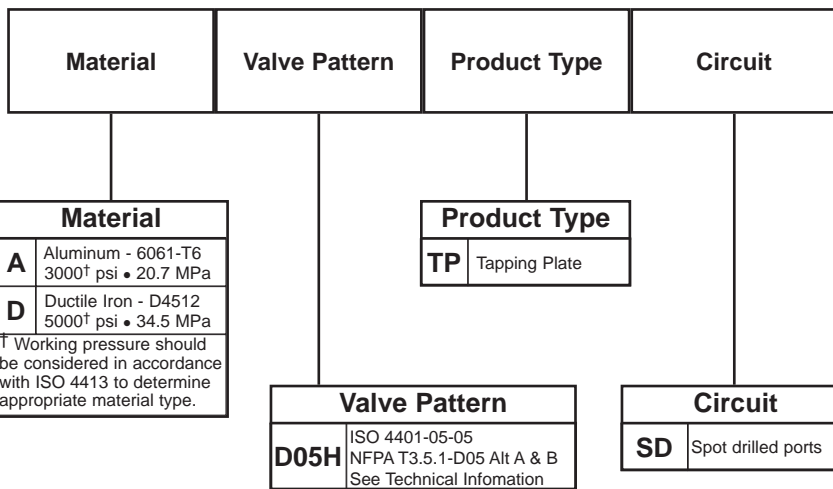 Material
Valve Pattern
Product Type
Circuit
Material
A
Aluminum - 6061-T6
3000† psi • 20.7 MPa
D
Ductile Iron - D4512
5000† psi • 34.5 MPa
† Working pressure should
be considered in accordance
with ISO 4413 to determine
appropriate material type.
Product Type
TP
Tapping Plate
Valve Pattern
D05H
ISO 4401-05-05
NFPA T3.5.1-D05 Alt A & B
See Technical Infomation
Circuit
SD
Spot drilled ports